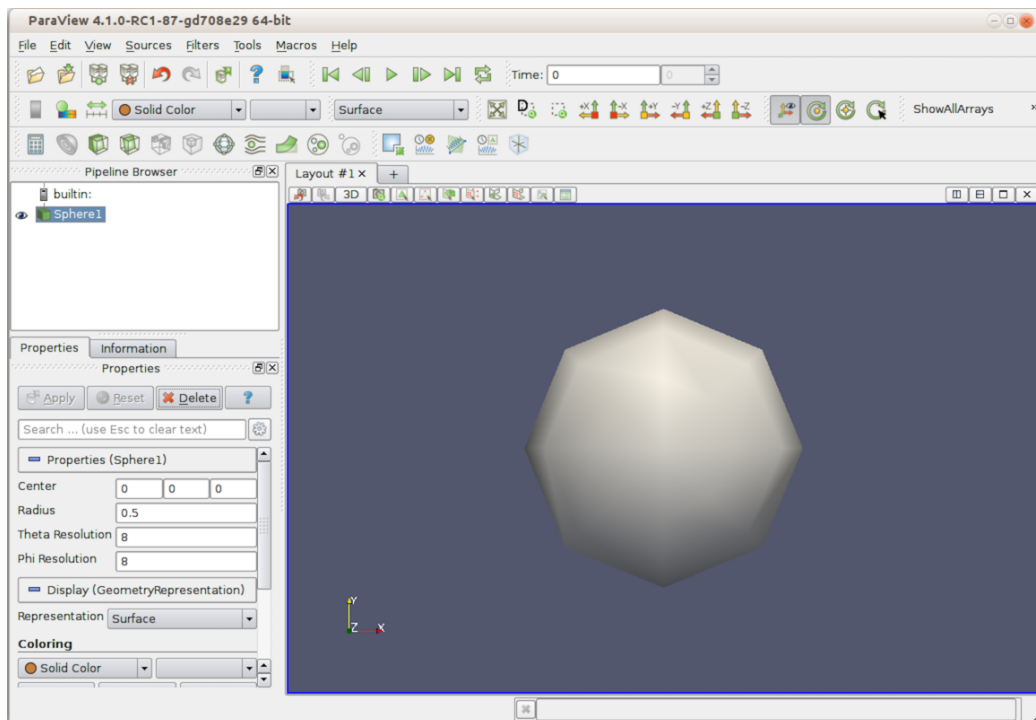 ParaView 4.1.0-RC1-87-gd708e29 64-bit
File Edit View Sources Filters Tools Macros Help
Time: 0 0
Solid Color Surface D +X -X +Y -Y +Z -Z ShowAllArrays »
Pipeline Browser
Layout #1 × +
builtin:
3D
Sphere1
Properties Information
Properties
Apply Reset Delete ?
Search ... (use Esc to clear text)
Properties (Sphere1)
Center 0 0 0
Radius 0.5
Theta Resolution 8
Phi Resolution 8
Display (GeometryRepresentation)
Representation Surface
Coloring
Solid Color
Y
Z X